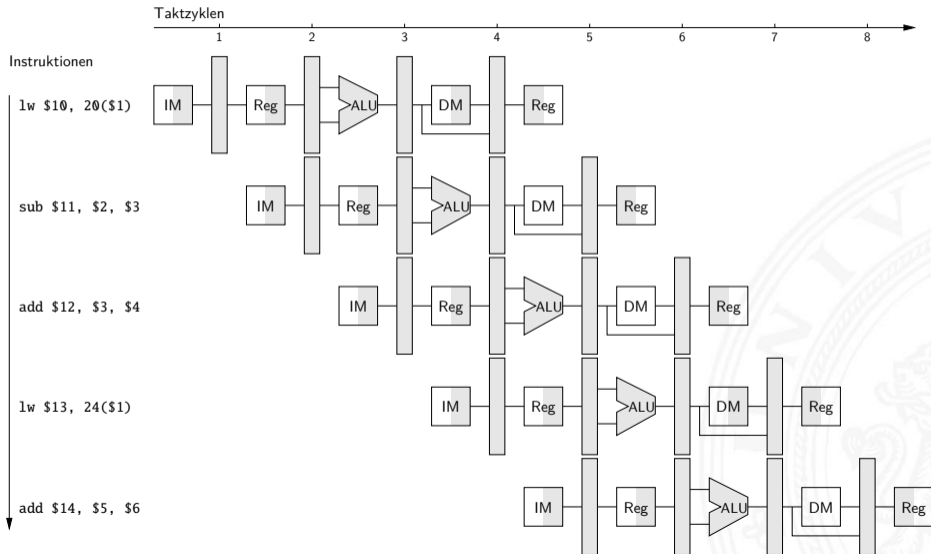 Taktzyklen
1 2 3 4 5 6 7 8
Instruktionen
lw $10, 20($1) IM Reg ALU DM Reg
sub $11, $2, $3 IM Reg ALU DM Reg
add $12, $3, $4 IM Reg ALU DM Reg
lw $13, 24($1) IM Reg ALU DM Reg
add $14, $5, $6 IM Reg ALU DM Reg
N I V